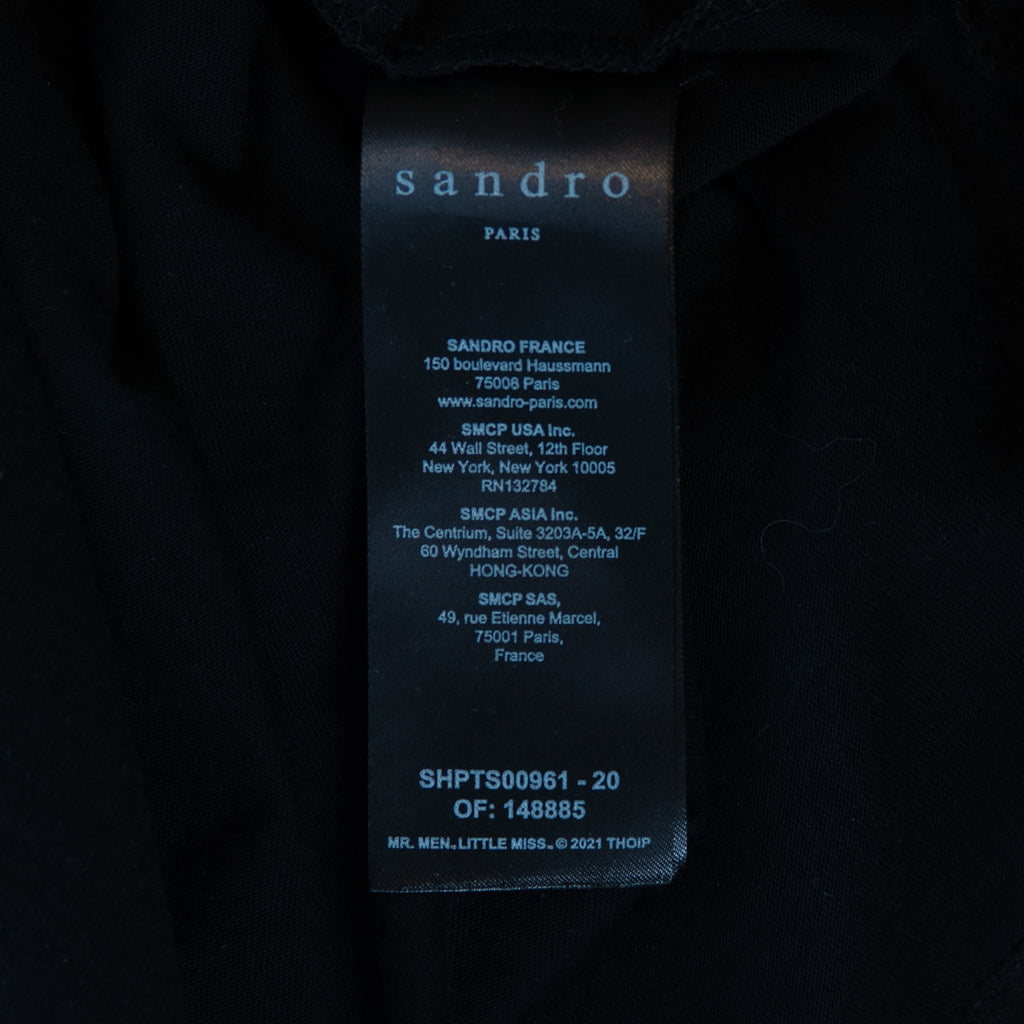 sandro
PARIS
SANDRO FRANCE
150 boulevard Haussmann
75008 Paris
www.sandro-paris.com
SMCP USA Inc.
44 Wall Street, 12th Floor
New York, New York 10005
RN132784
SMCP ASIA Inc.
The Centrium, Suite 3203A-5A, 32/F
60 Wyndham Street, Central
HONG-KONG
SMCP SAS,
49, rue Etienne Marcel,
75001 Paris,
France
SHPTS00961 - 20
OF: 148885
MR. MEN™ LITTLE MISS™ © 2021 THOIP